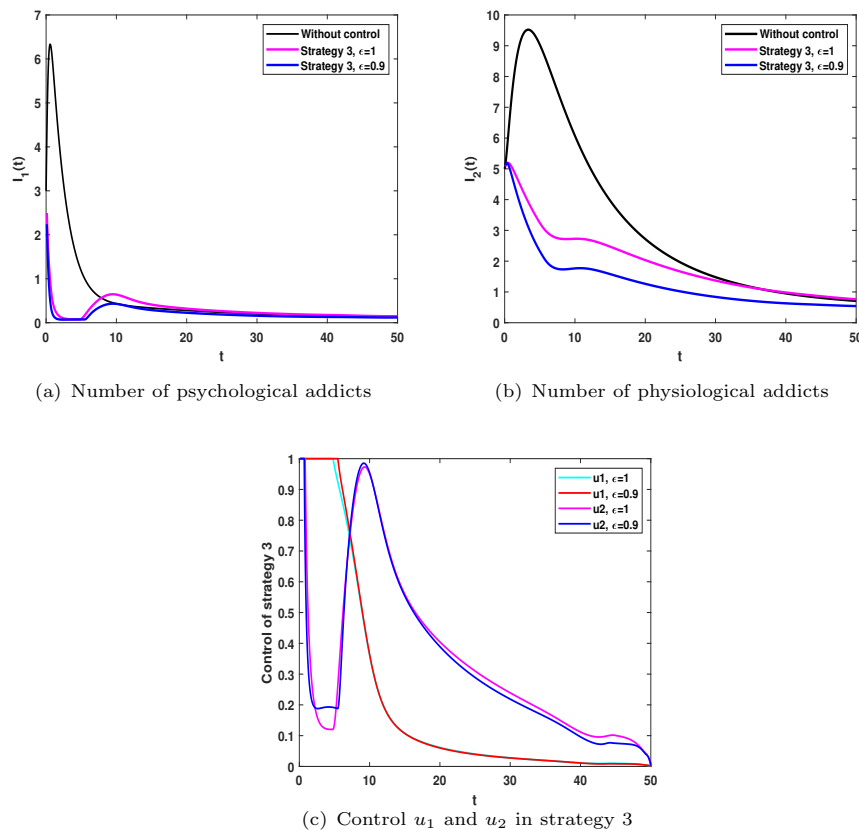 7
6
5
4
3
2
1
0
I_1(t)
0 10 20 30 40 50
t
Without control
Strategy 3, ϵ=1
Strategy 3, ϵ=0.9
(a) Number of psychological addicts
10
9
8
7
6
5
4
3
2
1
0
I_2(t)
0 10 20 30 40 50
t
Without control
Strategy 3, ϵ=1
Strategy 3, ϵ=0.9
(b) Number of physiological addicts
1
0.9
0.8
0.7
0.6
0.5
0.4
0.3
0.2
0.1
0
Control of strategy 3
0 10 20 30 40 50
t
u1, ϵ=1
u1, ϵ=0.9
u2, ϵ=1
u2, ϵ=0.9
(c) Control u₁ and u₂ in strategy 3